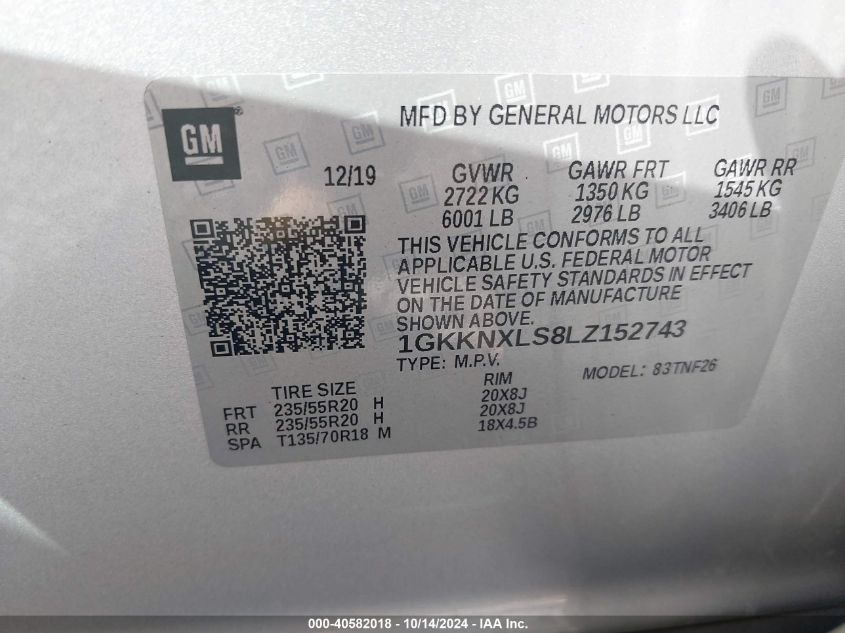 GM
MFD BY GENERAL MOTORS LLC
12/19
GVWR GAWR FRT GAWR RR
2722 KG 1350 KG 1545 KG
6001 LB 2976 LB 3406 LB
THIS VEHICLE CONFORMS TO ALL
APPLICABLE U.S. FEDERAL MOTOR
VEHICLE SAFETY STANDARDS IN EFFECT
ON THE DATE OF MANUFACTURE
SHOWN ABOVE.
1GKKNXLS8LZ152743
TYPE: M.P.V. MODEL: 83TNF26
TIRE SIZE RIM
FRT 235/55R20 H 20X8J
RR 235/55R20 H 20X8J
SPA T135/70R18 M 18X4.5B
000-40582018 - 10/14/2024 - IAA Inc.